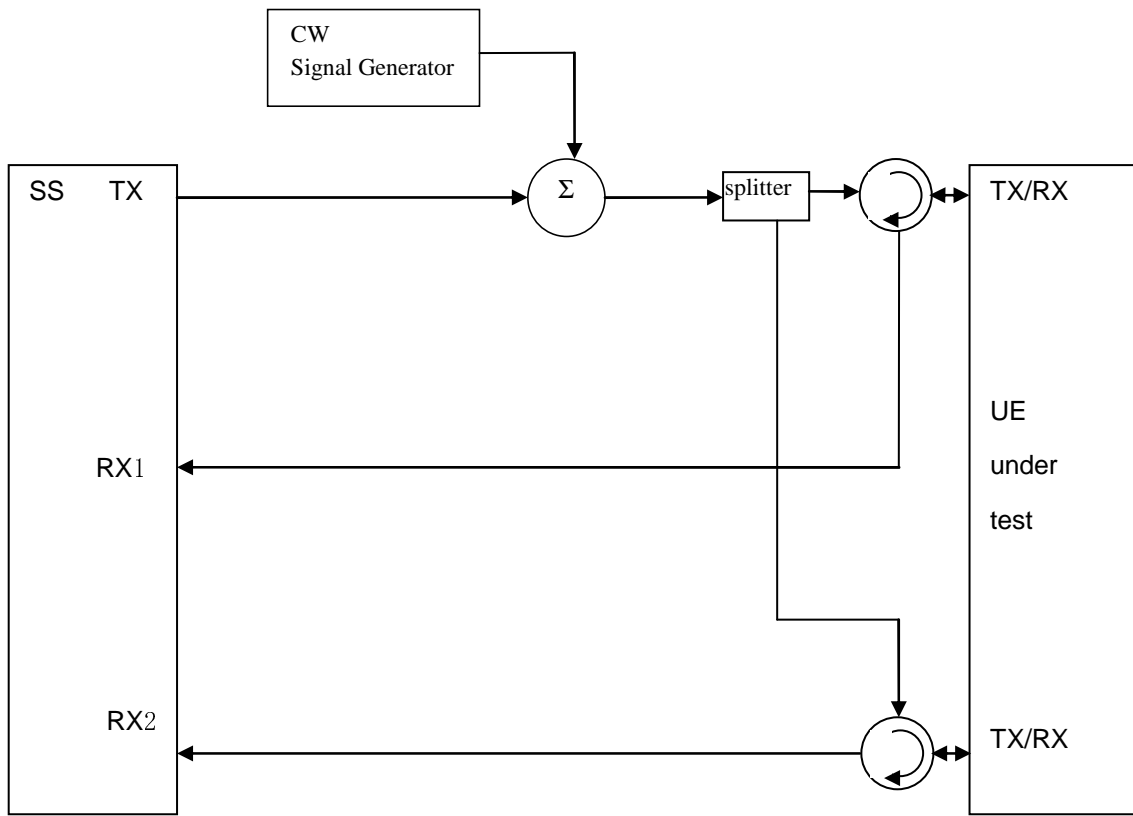 CW
Signal Generator
SS TX
Σ
splitter
TX/RX
RX1
UE
under
test
RX2
TX/RX